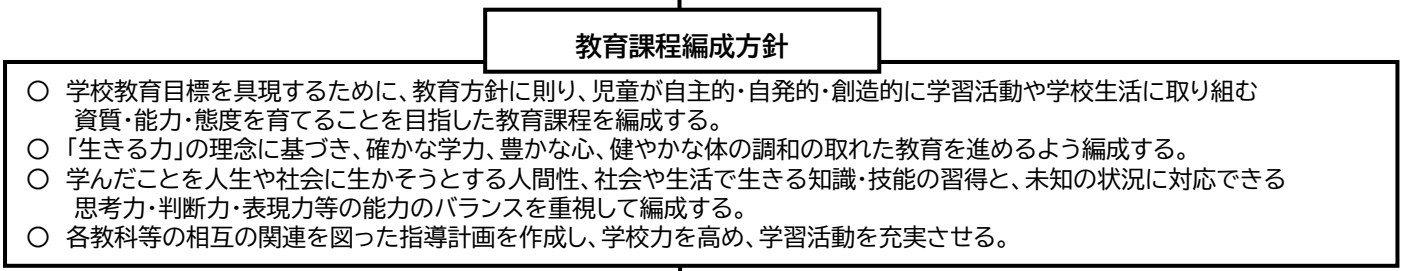 教育課程編成方針
○ 学校教育目標を具現するために、教育方針に則り、児童が自主的・自発的・創造的に学習活動や学校生活に取り組む
資質・能力・態度を育てることを目指した教育課程を編成する。
○ 「生きる力」の理念に基づき、確かな学力、豊かな心、健やかな体の調和の取れた教育を進めるよう編成する。
○ 学んだことを人生や社会に生かそうとする人間性、社会や生活で生きる知識・技能の習得と、未知の状況に対応できる
思考力・判断力・表現力等の能力のバランスを重視して編成する。
○ 各教科等の相互の関連を図った指導計画を作成し、学校力を高め、学習活動を充実させる。